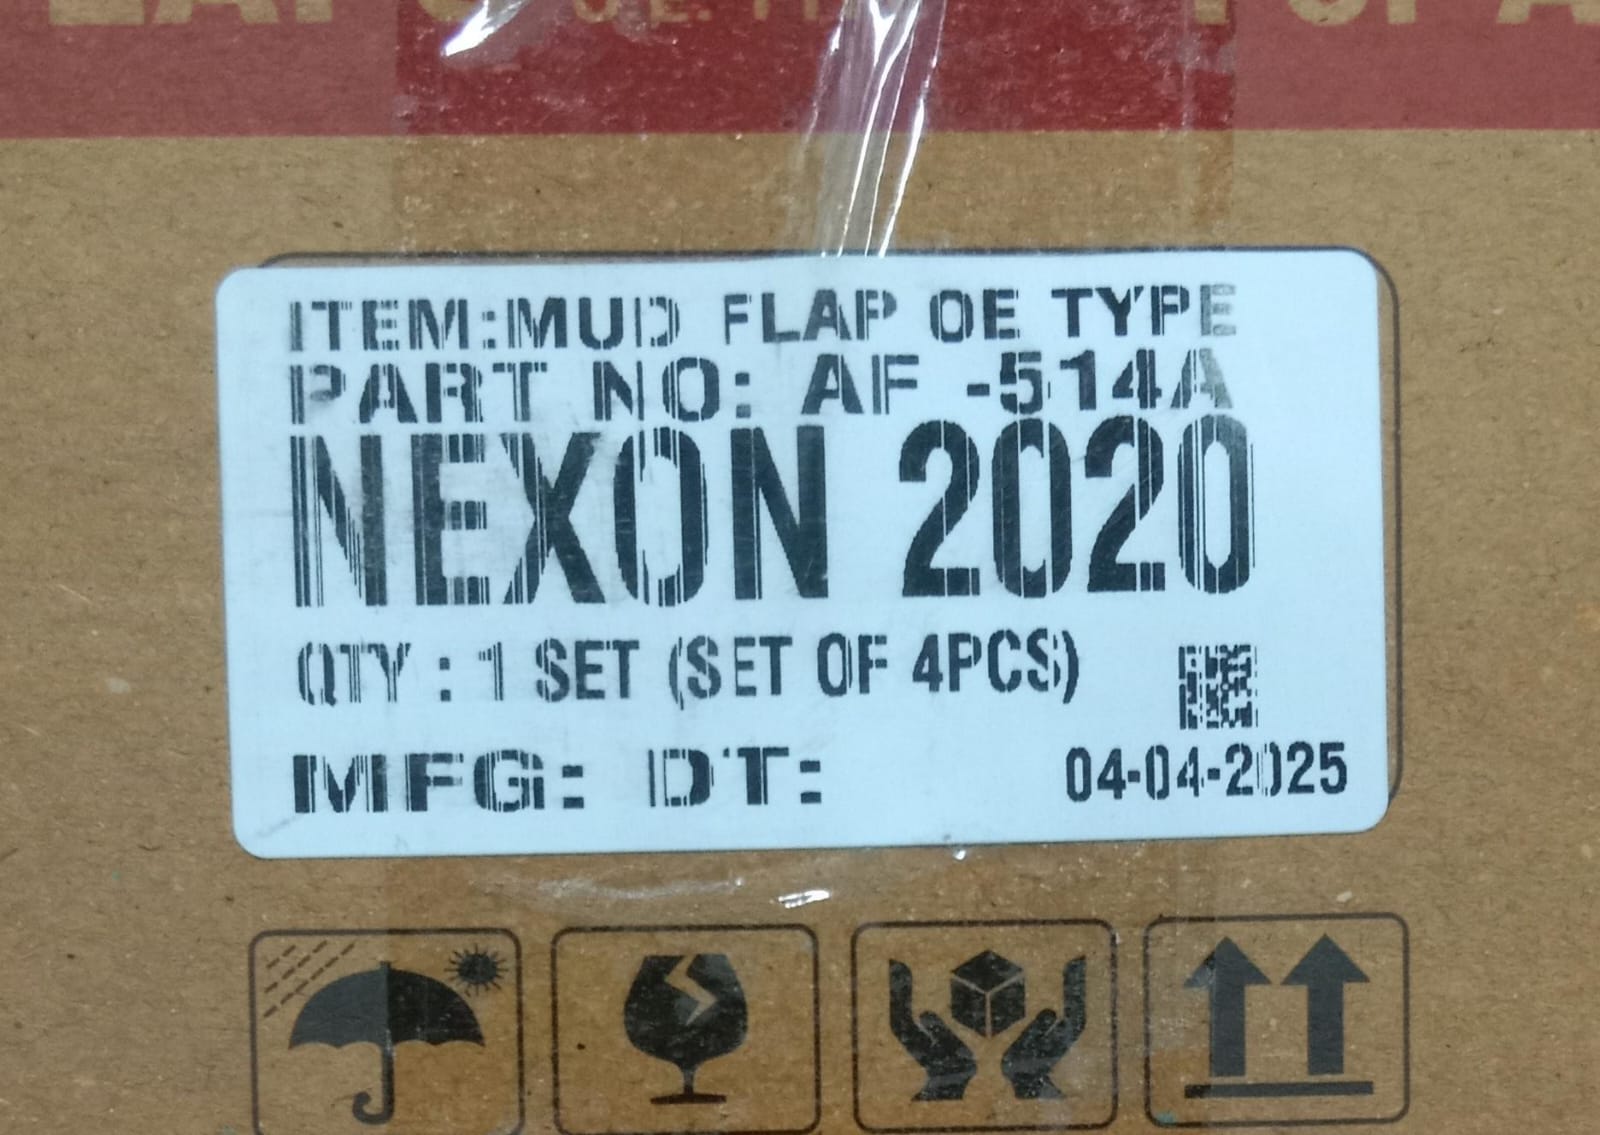 ITEM:MUD FLAP OE TYPE
PART NO: AF -514A
NEXON 2020
QTY : 1 SET (SET OF 4PCS)
MFG: DT: 04-04-2025